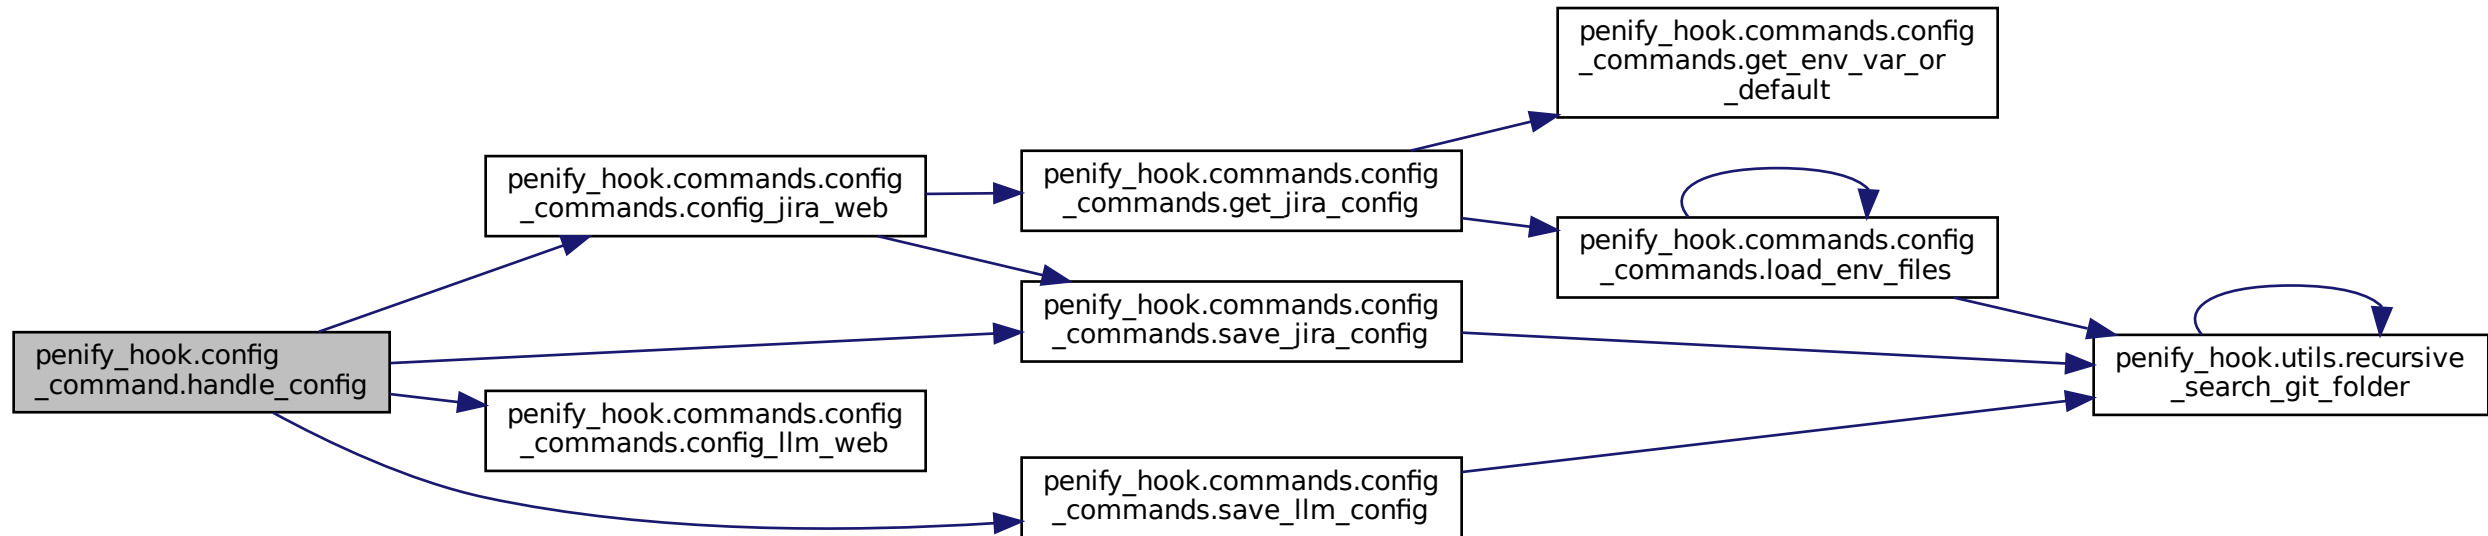 penify_hook.commands.config
_commands.get_env_var_or
_default
penify_hook.commands.config
_commands.config_jira_web
penify_hook.commands.config
_commands.get_jira_config
penify_hook.commands.config
_commands.load_env_files
penify_hook.commands.config
_commands.save_jira_config
penify_hook.config
_command.handle_config
penify_hook.utils.recursive
_search_git_folder
penify_hook.commands.config
_commands.config_llm_web
penify_hook.commands.config
_commands.save_llm_config